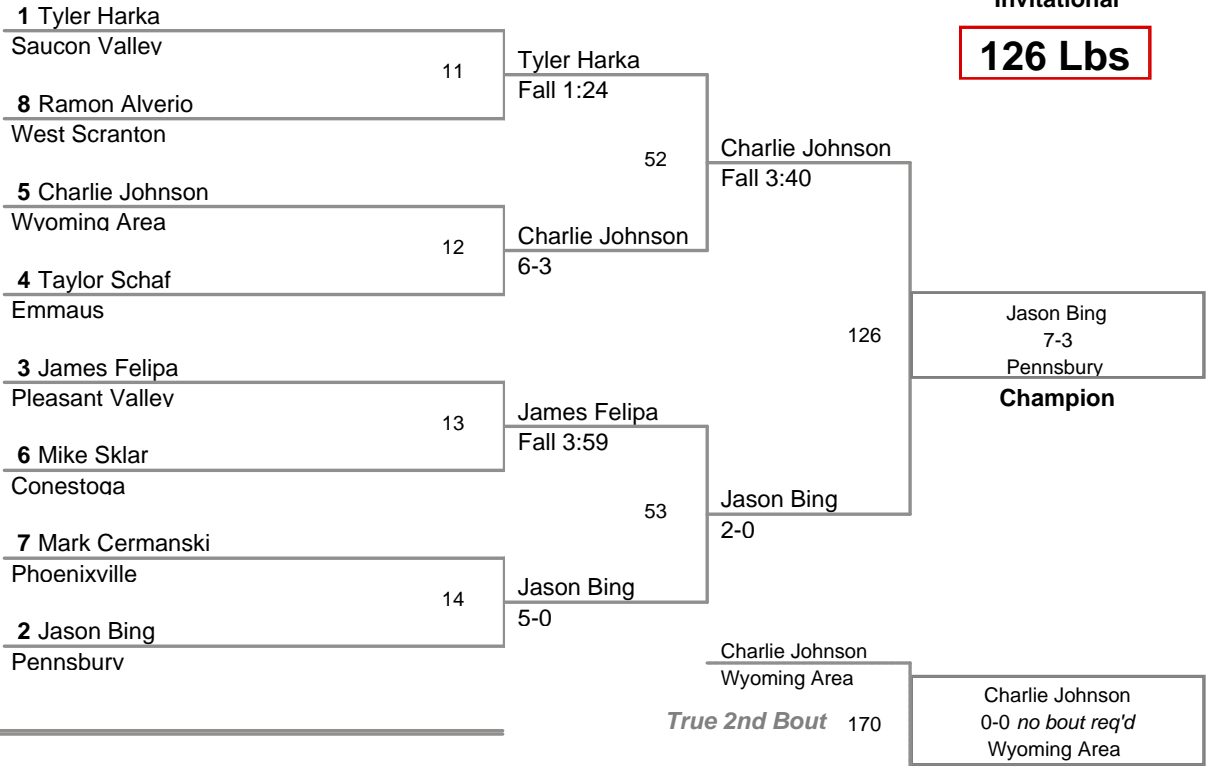 Invitational
126 Lbs
1 Tyler Harka
Saucon Valley
11
8 Ramon Alverio
West Scranton
Tyler Harka
Fall 1:24
52
5 Charlie Johnson
Wyoming Area
12
4 Taylor Schaf
Emmaus
Charlie Johnson
6-3
Charlie Johnson
Fall 3:40
126
3 James Felipa
Pleasant Valley
13
6 Mike Sklar
Conestoga
James Felipa
Fall 3:59
53
7 Mark Cermanski
Phoenixville
14
2 Jason Bing
Pennsbury
Jason Bing
5-0
Jason Bing
2-0
Jason Bing
7-3
Pennsbury
Champion
Charlie Johnson
Wyoming Area
True 2nd Bout 170
Charlie Johnson
0-0 no bout req'd
Wyoming Area